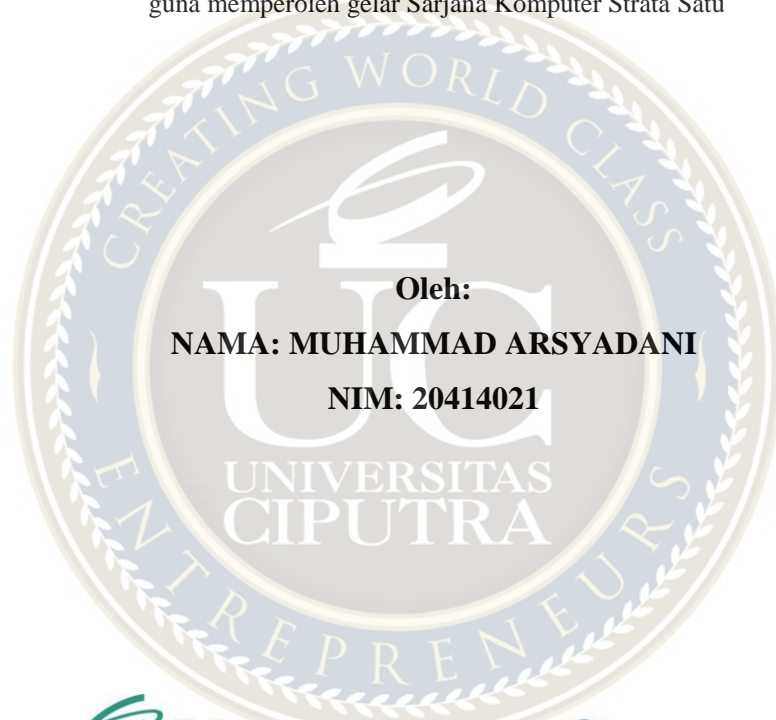 guna memperoleh gelar Sarjana Komputer Strata Satu
CREATING WORLD CLASS
Oleh:
NAMA: MUHAMMAD ARSYADANI
NIM: 20414021
UC
UNIVERSITAS
CIPUTRA
ENTREPRENEURS